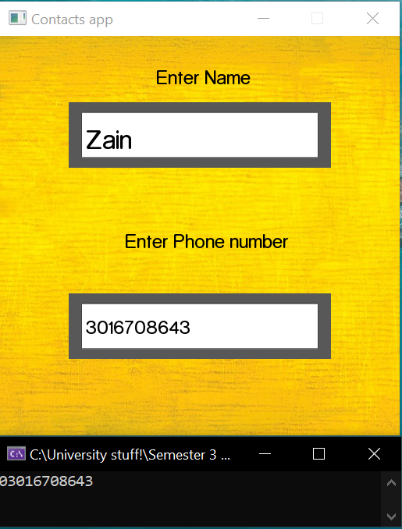 Contacts app
Enter Name
Zain
Enter Phone number
3016708643
C:\University stuff!\Semester 3 ...
03016708643